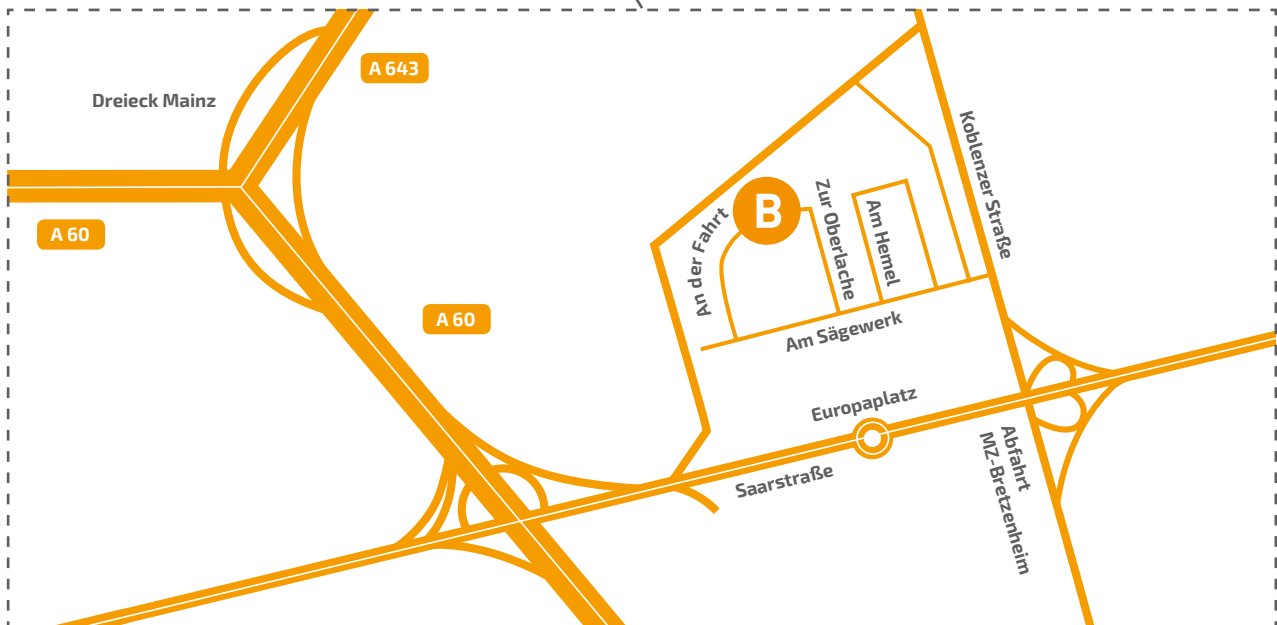 A 643
Dreieck Mainz
A 60
A 60
B
An der Fahrt
Zur Oberlache
Am Hemel
Koblenzer Straße
Am Sägewerk
Europaplatz
Saarstraße
Abfahrt
MZ-Bretzenheim